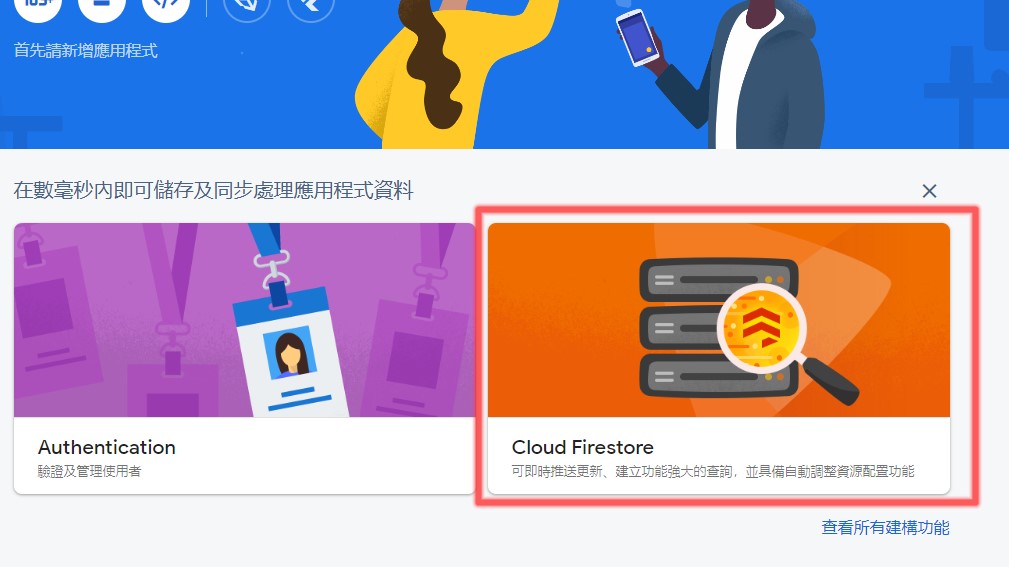 首先請新增應用程式
在數毫秒內即可儲存及同步處理應用程式資料
Authentication
驗證及管理使用者
Cloud Firestore
可即時推送更新、建立功能強大的查詢，並具備自動調整資源配置功能
查看所有建構功能